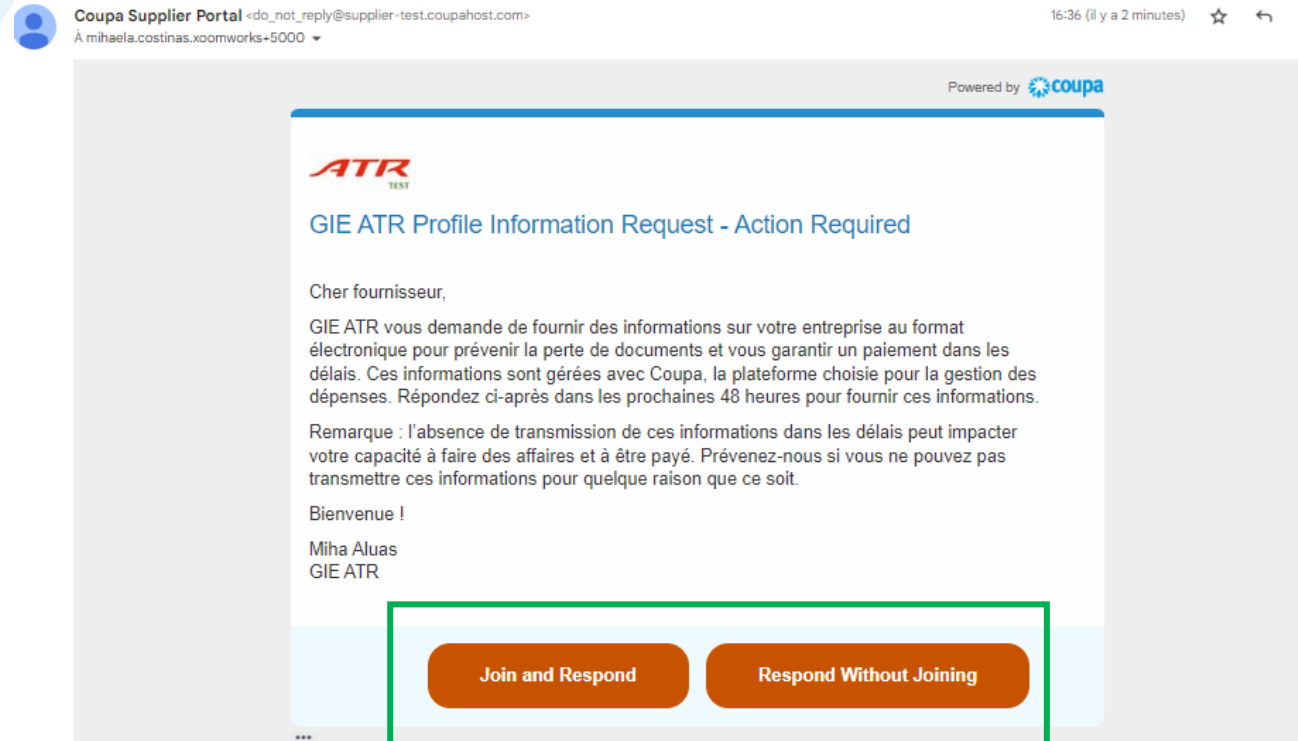 Coupa Supplier Portal <do_not_reply@supplier-test.coupahost.com>
16:36 (il y a 2 minutes)
À mihaela.costinas.xoomworks+5000
Powered by coupa
ATR
TEST
GIE ATR Profile Information Request - Action Required
Cher fournisseur,
GIE ATR vous demande de fournir des informations sur votre entreprise au format
électronique pour prévenir la perte de documents et vous garantir un paiement dans les
délais. Ces informations sont gérées avec Coupa, la plateforme choisie pour la gestion des
dépenses. Répondez ci-après dans les prochaines 48 heures pour fournir ces informations.
Remarque : l’absence de transmission de ces informations dans les délais peut impacter
votre capacité à faire des affaires et à être payé. Prévenez-nous si vous ne pouvez pas
transmettre ces informations pour quelque raison que ce soit.
Bienvenue !
Miha Aluas
GIE ATR
Join and Respond
Respond Without Joining